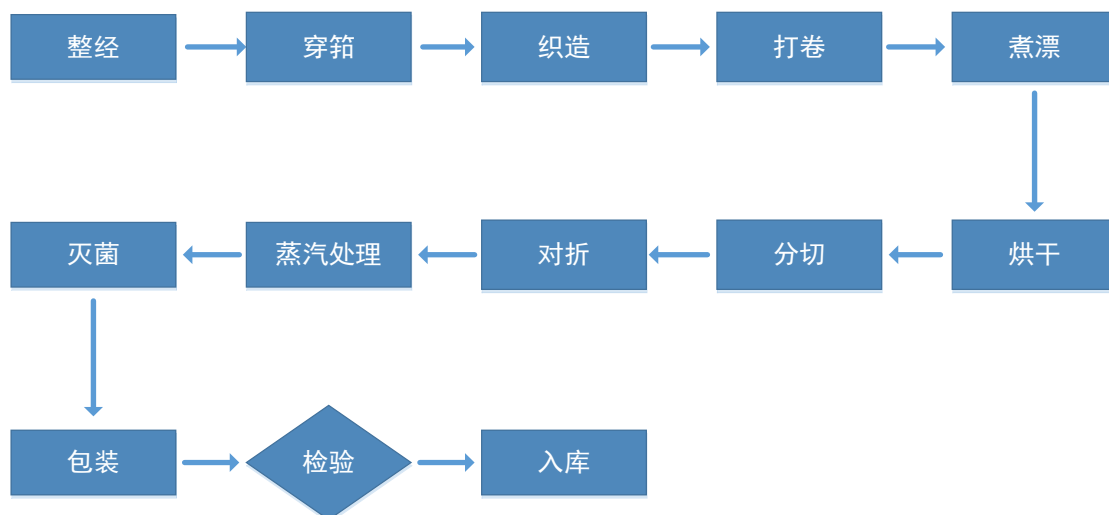 整经
穿筘
织造
打卷
煮漂
烘干
分切
对折
蒸汽处理
灭菌
包装
检验
入库